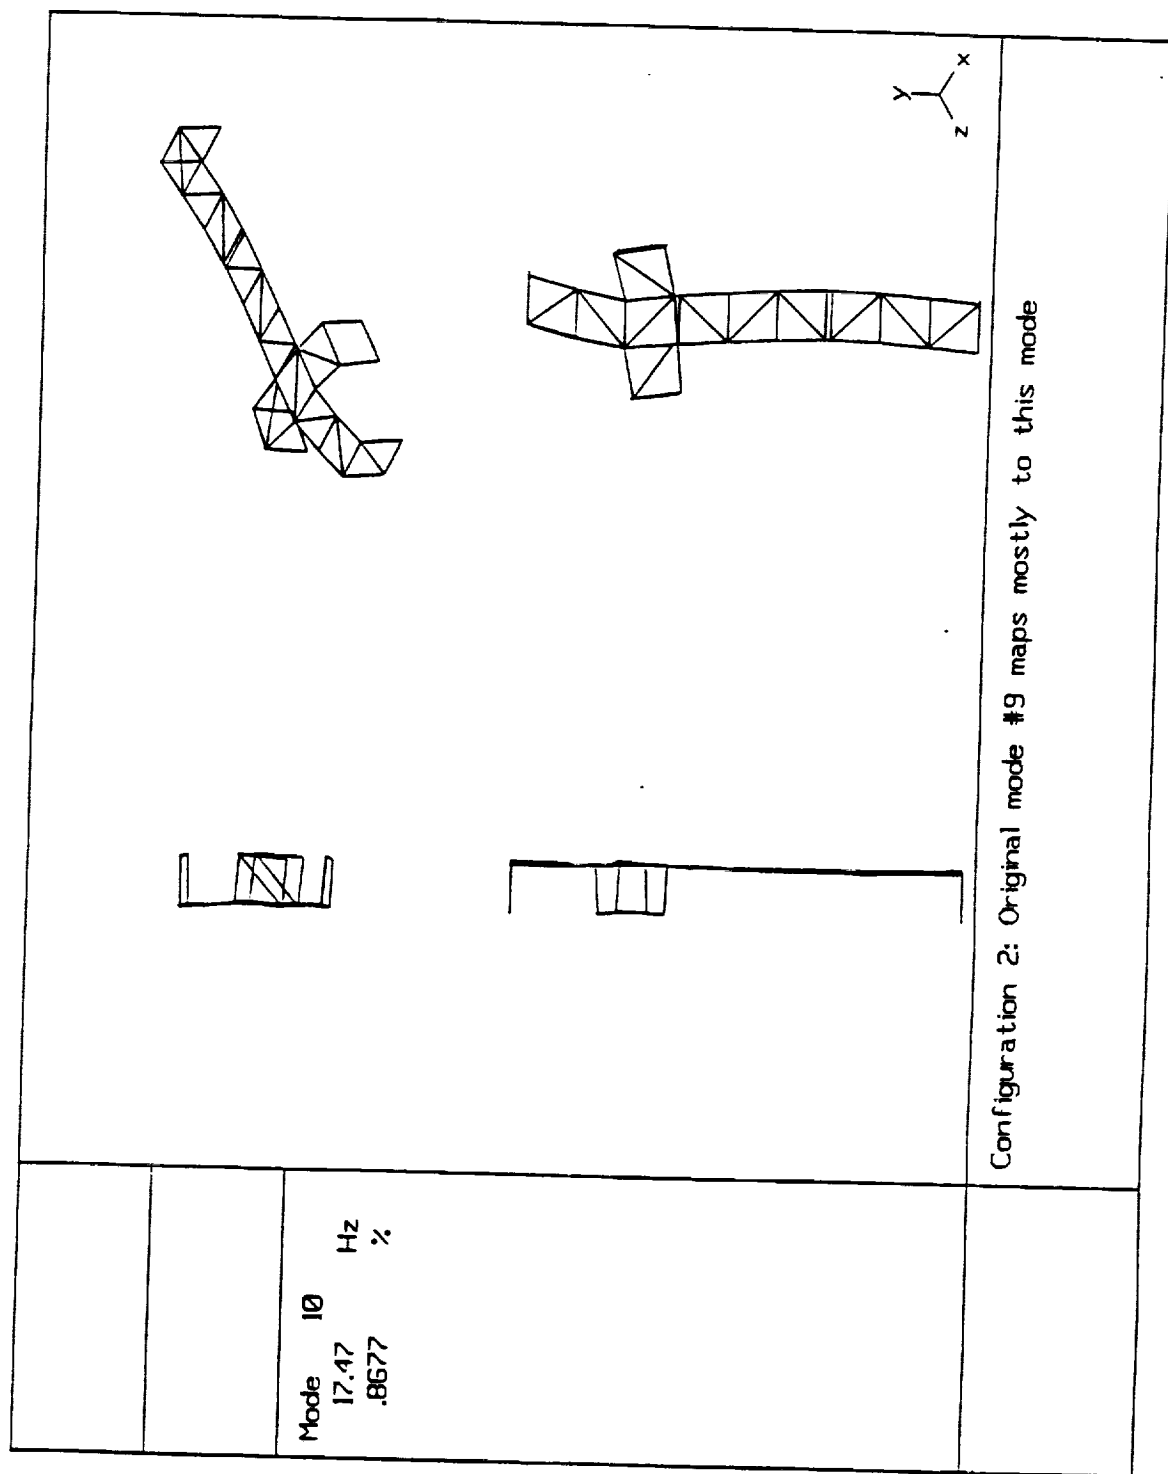 Mode 10
17.47 Hz
.8677 %
y
x
z
Configuration 2: Original mode #9 maps mostly to this mode